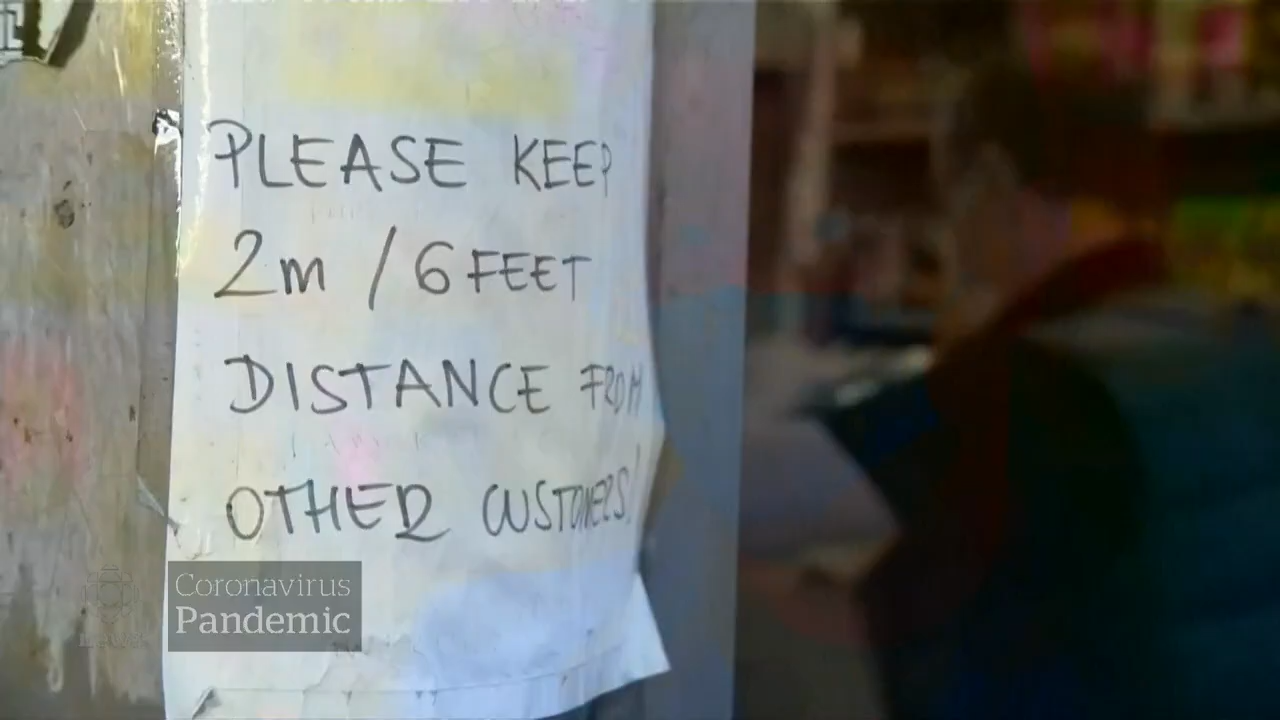 PLEASE KEEP
2m / 6 FEET
DISTANCE FROM
OTHER CUSTOMERS!
Coronavirus
Pandemic